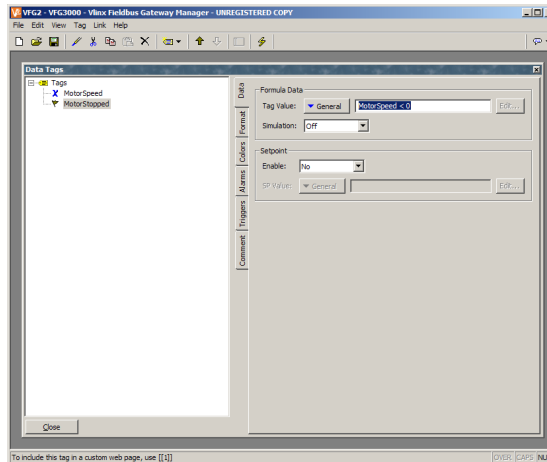 VFG2 - VFG3000 - Vlinx Fieldbus Gateway Manager - UNREGISTERED COPY
File Edit View Tag Link Help
Data Tags
Tags
MotorSpeed
MotorStopped
Data
Format
Colors
Alarms
Triggers
Comment
Formula Data
Tag Value: General MotorSpeed < 0 Edit...
Simulation: Off
Setpoint
Enable: No
SP Value: General Edit...
Close
To include this tag in a custom web page, use [[1]] OVER CAPS NU